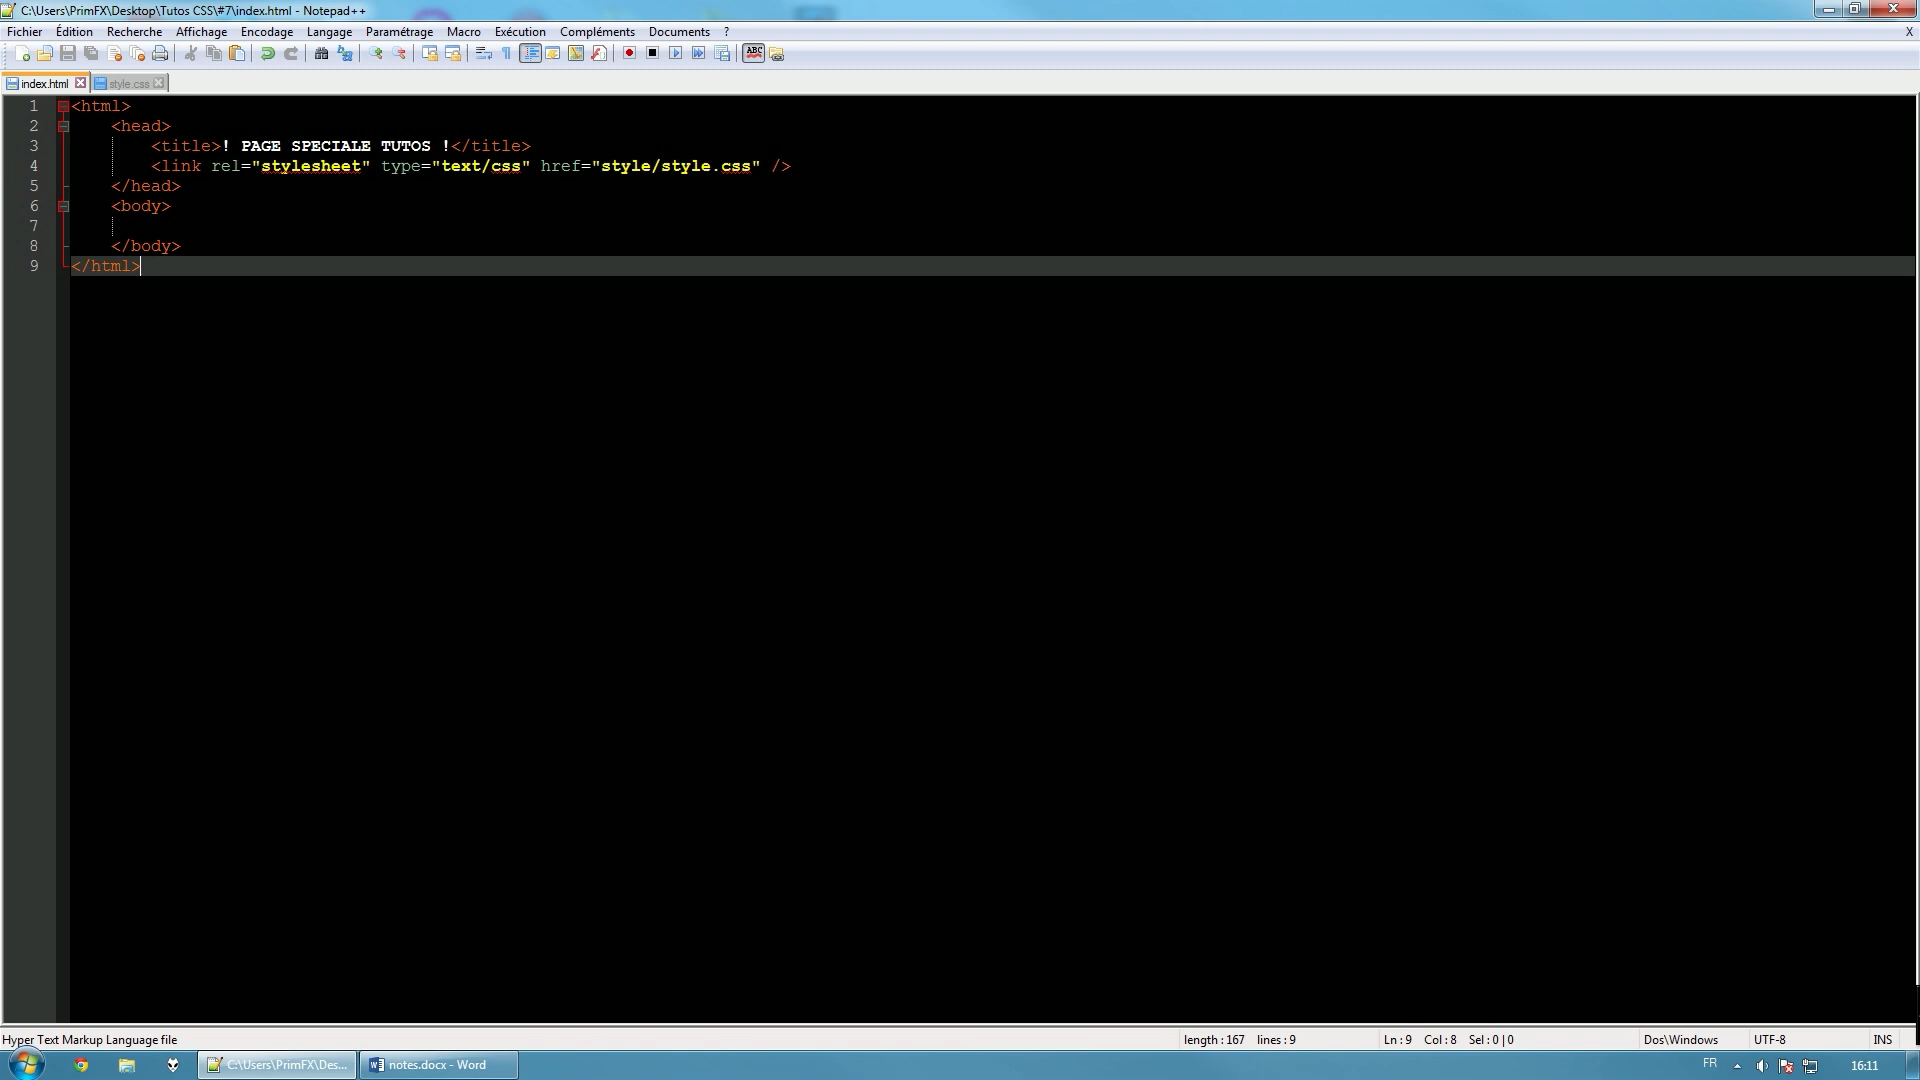 C:\Users\PrimFX\Desktop\Tutos CSS\#7\index.html - Notepad++
Fichier Édition Recherche Affichage Encodage Langage Paramétrage Macro Exécution Compléments Documents ? X
ABC
index.html style.css
1 <html>
2 <head>
3 <title>! PAGE SPECIALE TUTOS !</title>
4 <link rel="stylesheet" type="text/css" href="style/style.css" />
5 </head>
6 <body>
7
8 </body>
9 </html>
Hyper Text Markup Language file length : 167 lines : 9 Ln : 9 Col : 8 Sel : 0 | 0 Dos\Windows UTF-8 INS
C:\Users\PrimFX\Des... notes.docx - Word FR 16:11